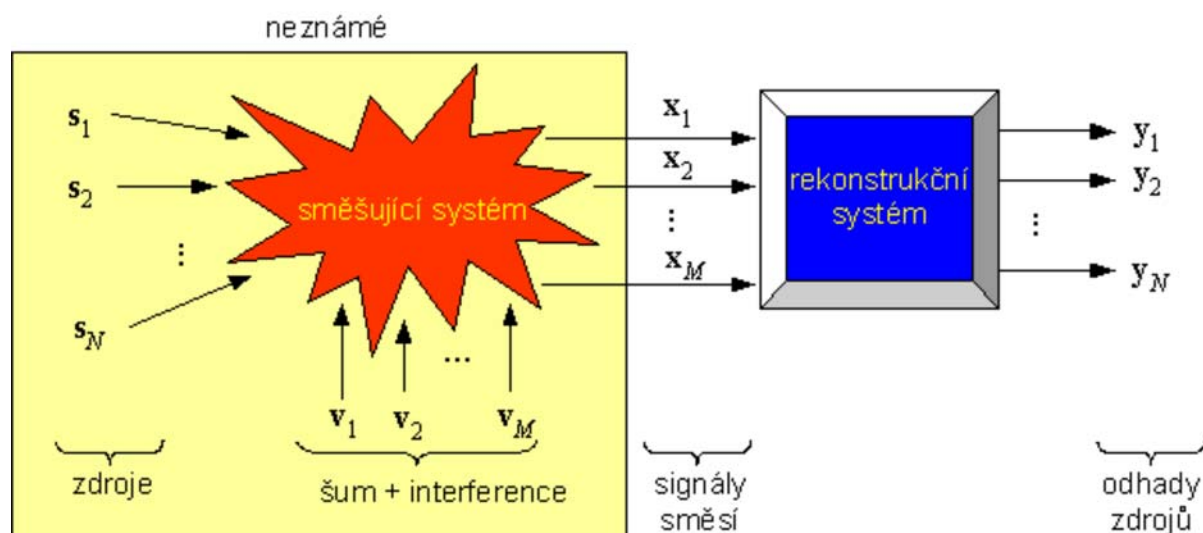 neznámé
s1
s2
⋮
sN
směšující systém
v1 v2 ... vM
zdroje
šum + interference
x1
x2
⋮
xM
signály
směsí
rekonstrukční
systém
y1
y2
⋮
yN
odhady
zdrojů